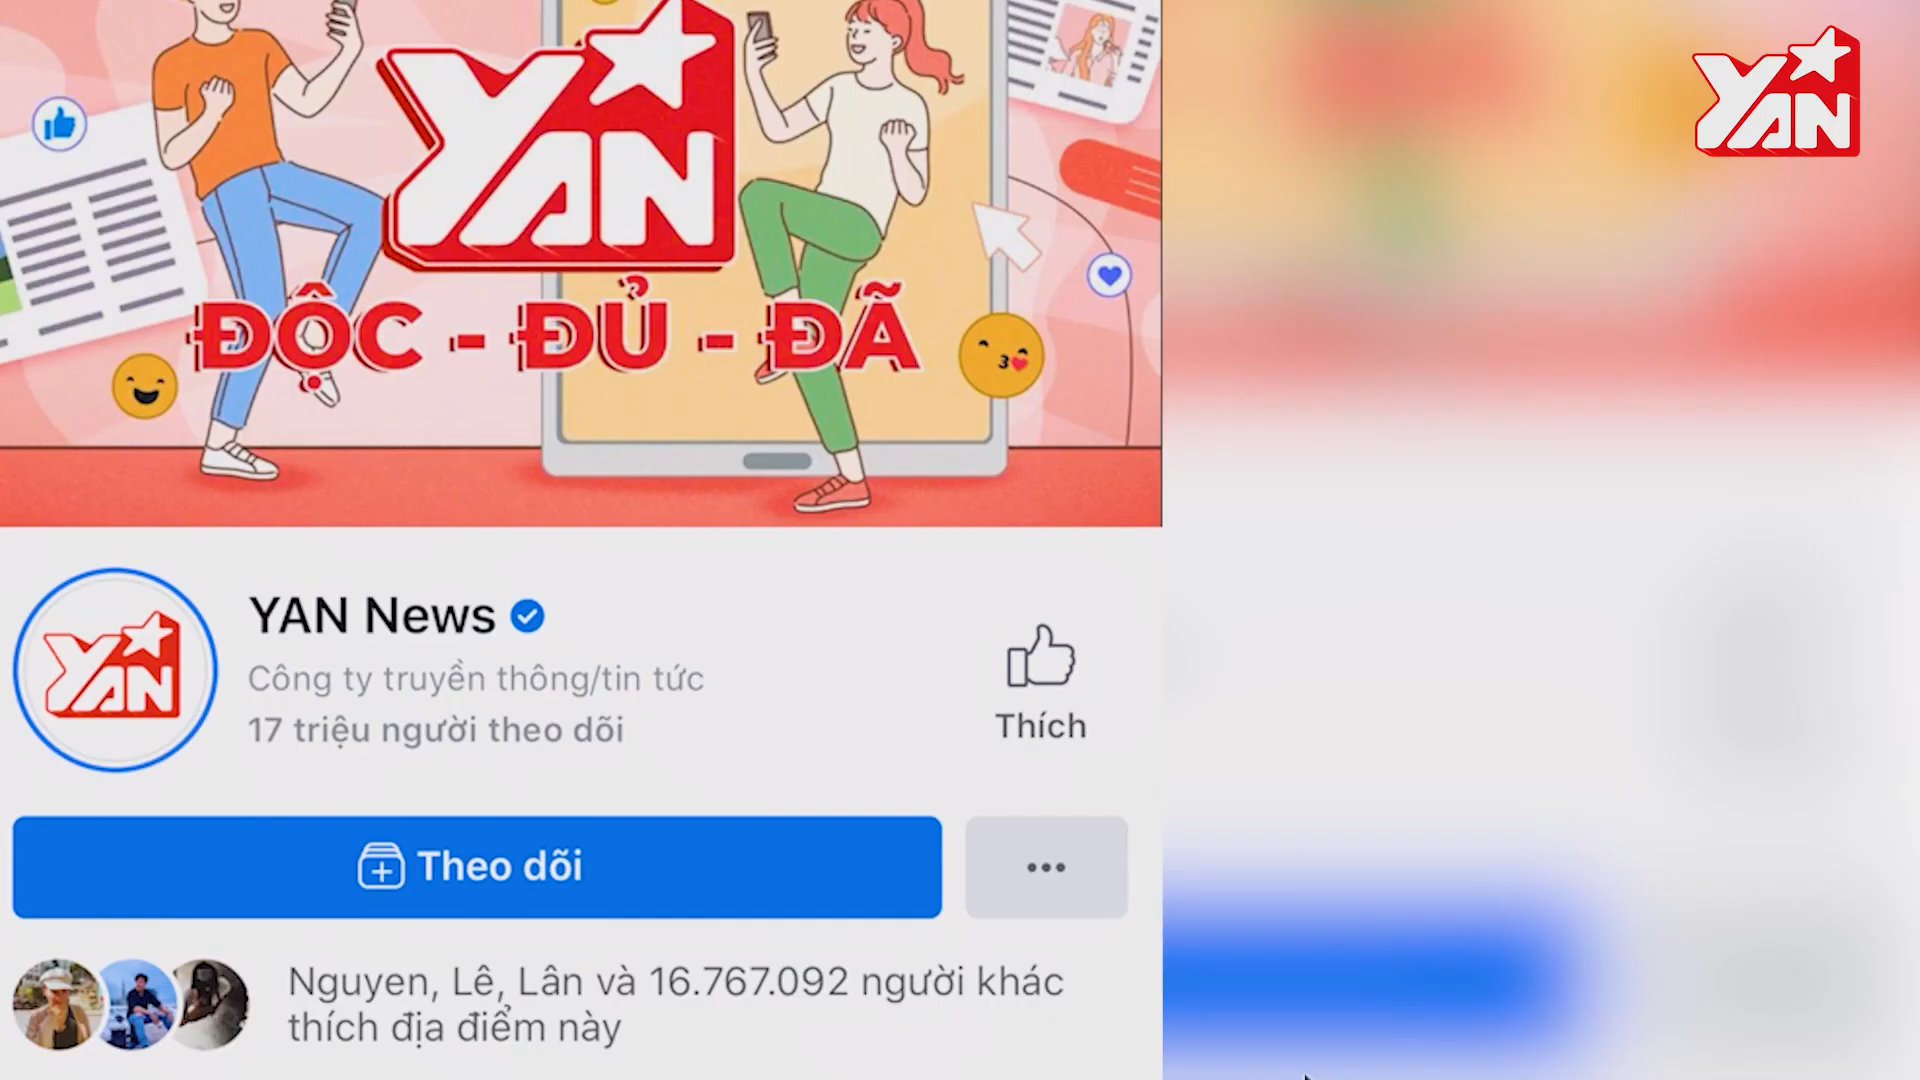 YAN
YAN
ĐỘC - ĐỦ - ĐÃ
YAN
YAN News
Công ty truyền thông/tin tức
17 triệu người theo dõi
Thích
Theo dõi
Nguyen, Lê, Lân và 16.767.092 người khác
thích địa điểm này